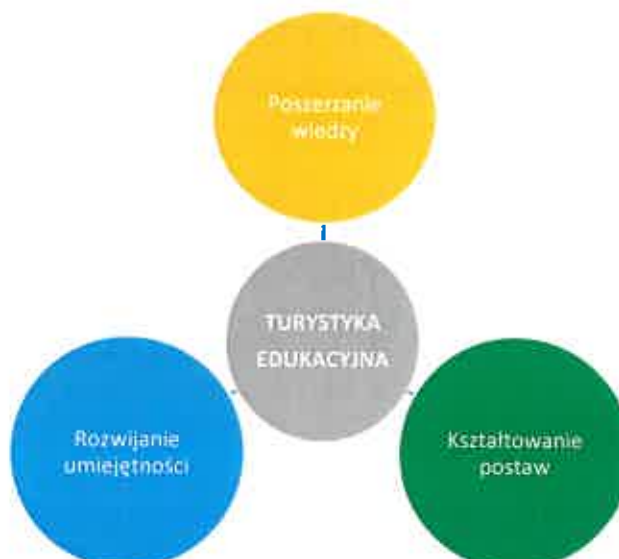 Poszerzanie
wiedzy
TURYSTYKA
EDUKACYJNA
Rozwijanie
umiejętności
Kształtowanie
postaw